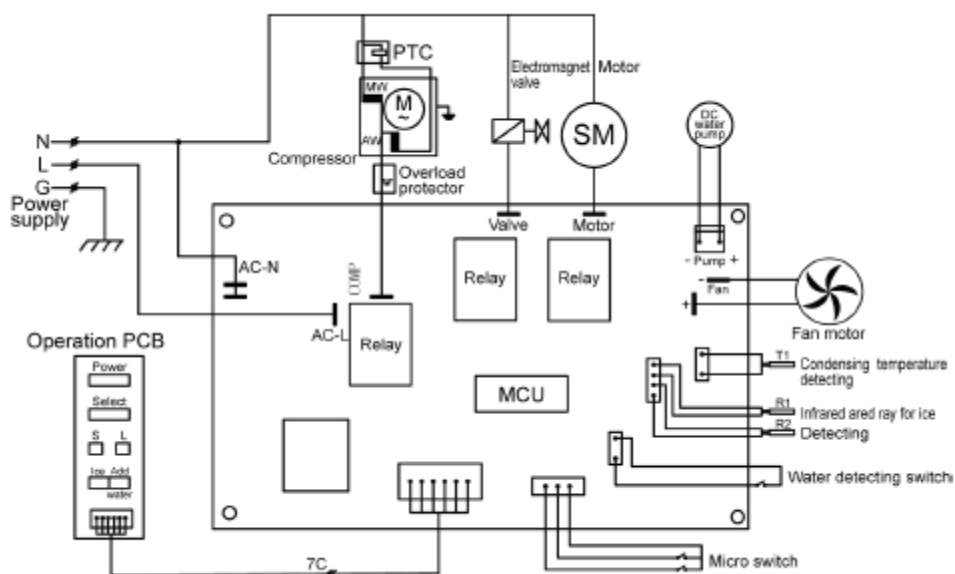 PTC
MW
M
~
AW
Compressor
Overload
protector
Electromagnet
valve
Motor
SM
DC
water
pump
N
L
G
Power
supply
Valve
Motor
- Pump +
Relay
Relay
AC-N
COMP
-
Fan
+
Fan motor
AC-L
Relay
Operation PCB
Power
Select
S L
Ice Add
water
MCU
T1
Condensing temperature
detecting
R1
Infrared ared ray for ice
R2
Detecting
Water detecting switch
7C
Micro switch